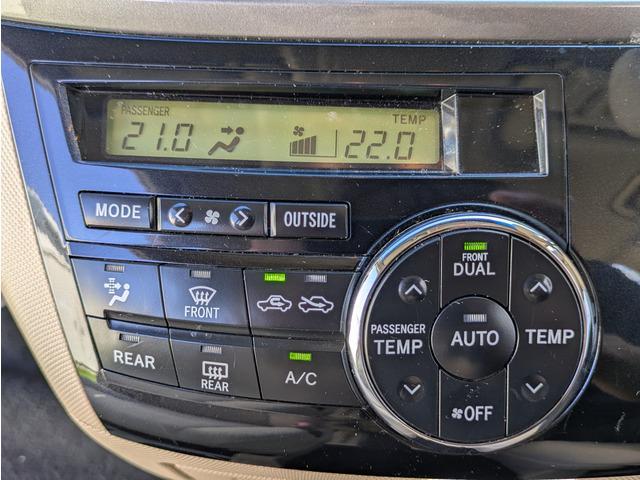 PASSENGER
TEMP
21.0
22.0
MODE
OUTSIDE
FRONT
DUAL
FRONT
PASSENGER
TEMP
AUTO
TEMP
REAR
REAR
A/C
OFF